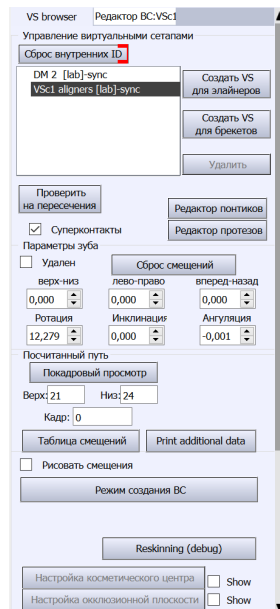 VS browser Редактор ВС:VSc1
Управление виртуальными сетапами
Сброс внутренних ID
DM 2 [lab]-sync
VSc1 aligners [lab]-sync
Создать VS
для элайнеров
Создать VS
для брекетов
Удалить
Проверить
на пересечения
Редактор понтиков
Суперконтакты
Редактор протезов
Параметры зуба
Удален
Сброс смещений
верх-низ лево-право вперед-назад
0,000 0,000 0,000
Ротация Инклинация Ангуляция
12,279 0,000 -0,001
Посчитанный путь
Покадровый просмотр
Верх: 21 Низ: 24
Кадр: 0
Таблица смещений Print additional data
Рисовать смещения
Режим создания ВС
Reskinning (debug)
Настройка косметического центра Show
Настройка окклюзионной плоскости Show